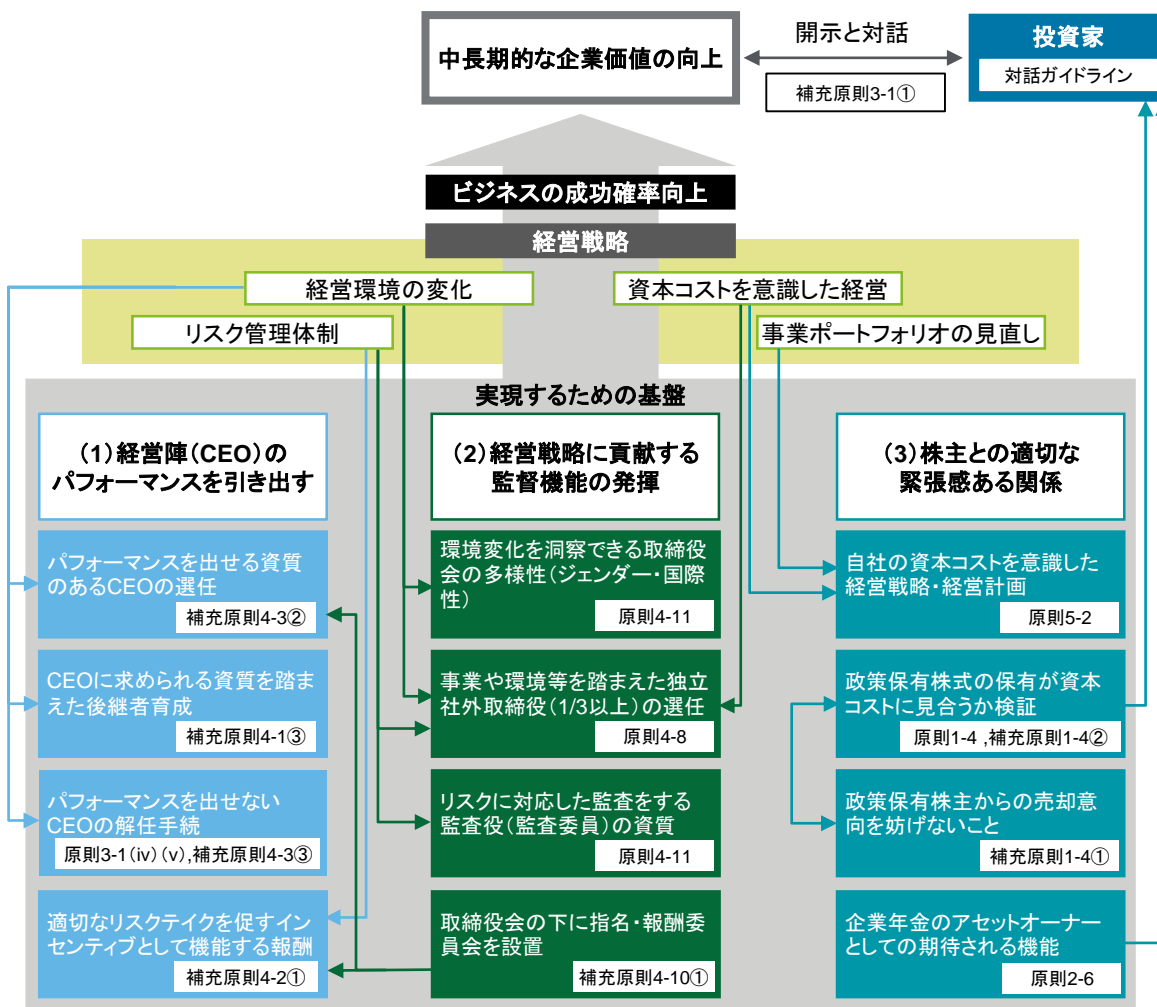 中長期的な企業価値の向上
開示と対話
補充原則3-1①
投資家
対話ガイドライン
ビジネスの成功確率向上
経営戦略
経営環境の変化
資本コストを意識した経営
リスク管理体制
事業ポートフォリオの見直し
実現するための基盤
(1)経営陣(CEO)の
パフォーマンスを引き出す
パフォーマンスを出せる資質
のあるCEOの選任
補充原則4-3②
CEOに求められる資質を踏ま
えた後継者育成
補充原則4-1③
パフォーマンスを出せない
CEOの解任手続
原則3-1(iv)(v),補充原則4-3③
適切なリスクテイクを促すイン
センティブとして機能する報酬
補充原則4-2①
(2)経営戦略に貢献する
監督機能の発揮
環境変化を洞察できる取締役
会の多様性(ジェンダー・国際
性)
原則4-11
事業や環境等を踏まえた独立
社外取締役(1/3以上)の選任
原則4-8
リスクに対応した監査をする
監査役(監査委員)の資質
原則4-11
取締役会の下に指名・報酬委
員会を設置
補充原則4-10①
(3)株主との適切な
緊張感ある関係
自社の資本コストを意識した
経営戦略・経営計画
原則5-2
政策保有株式の保有が資本
コストに見合うか検証
原則1-4 ,補充原則1-4②
政策保有株主からの売却意
向を妨げないこと
補充原則1-4①
企業年金のアセットオーナー
としての期待される機能
原則2-6